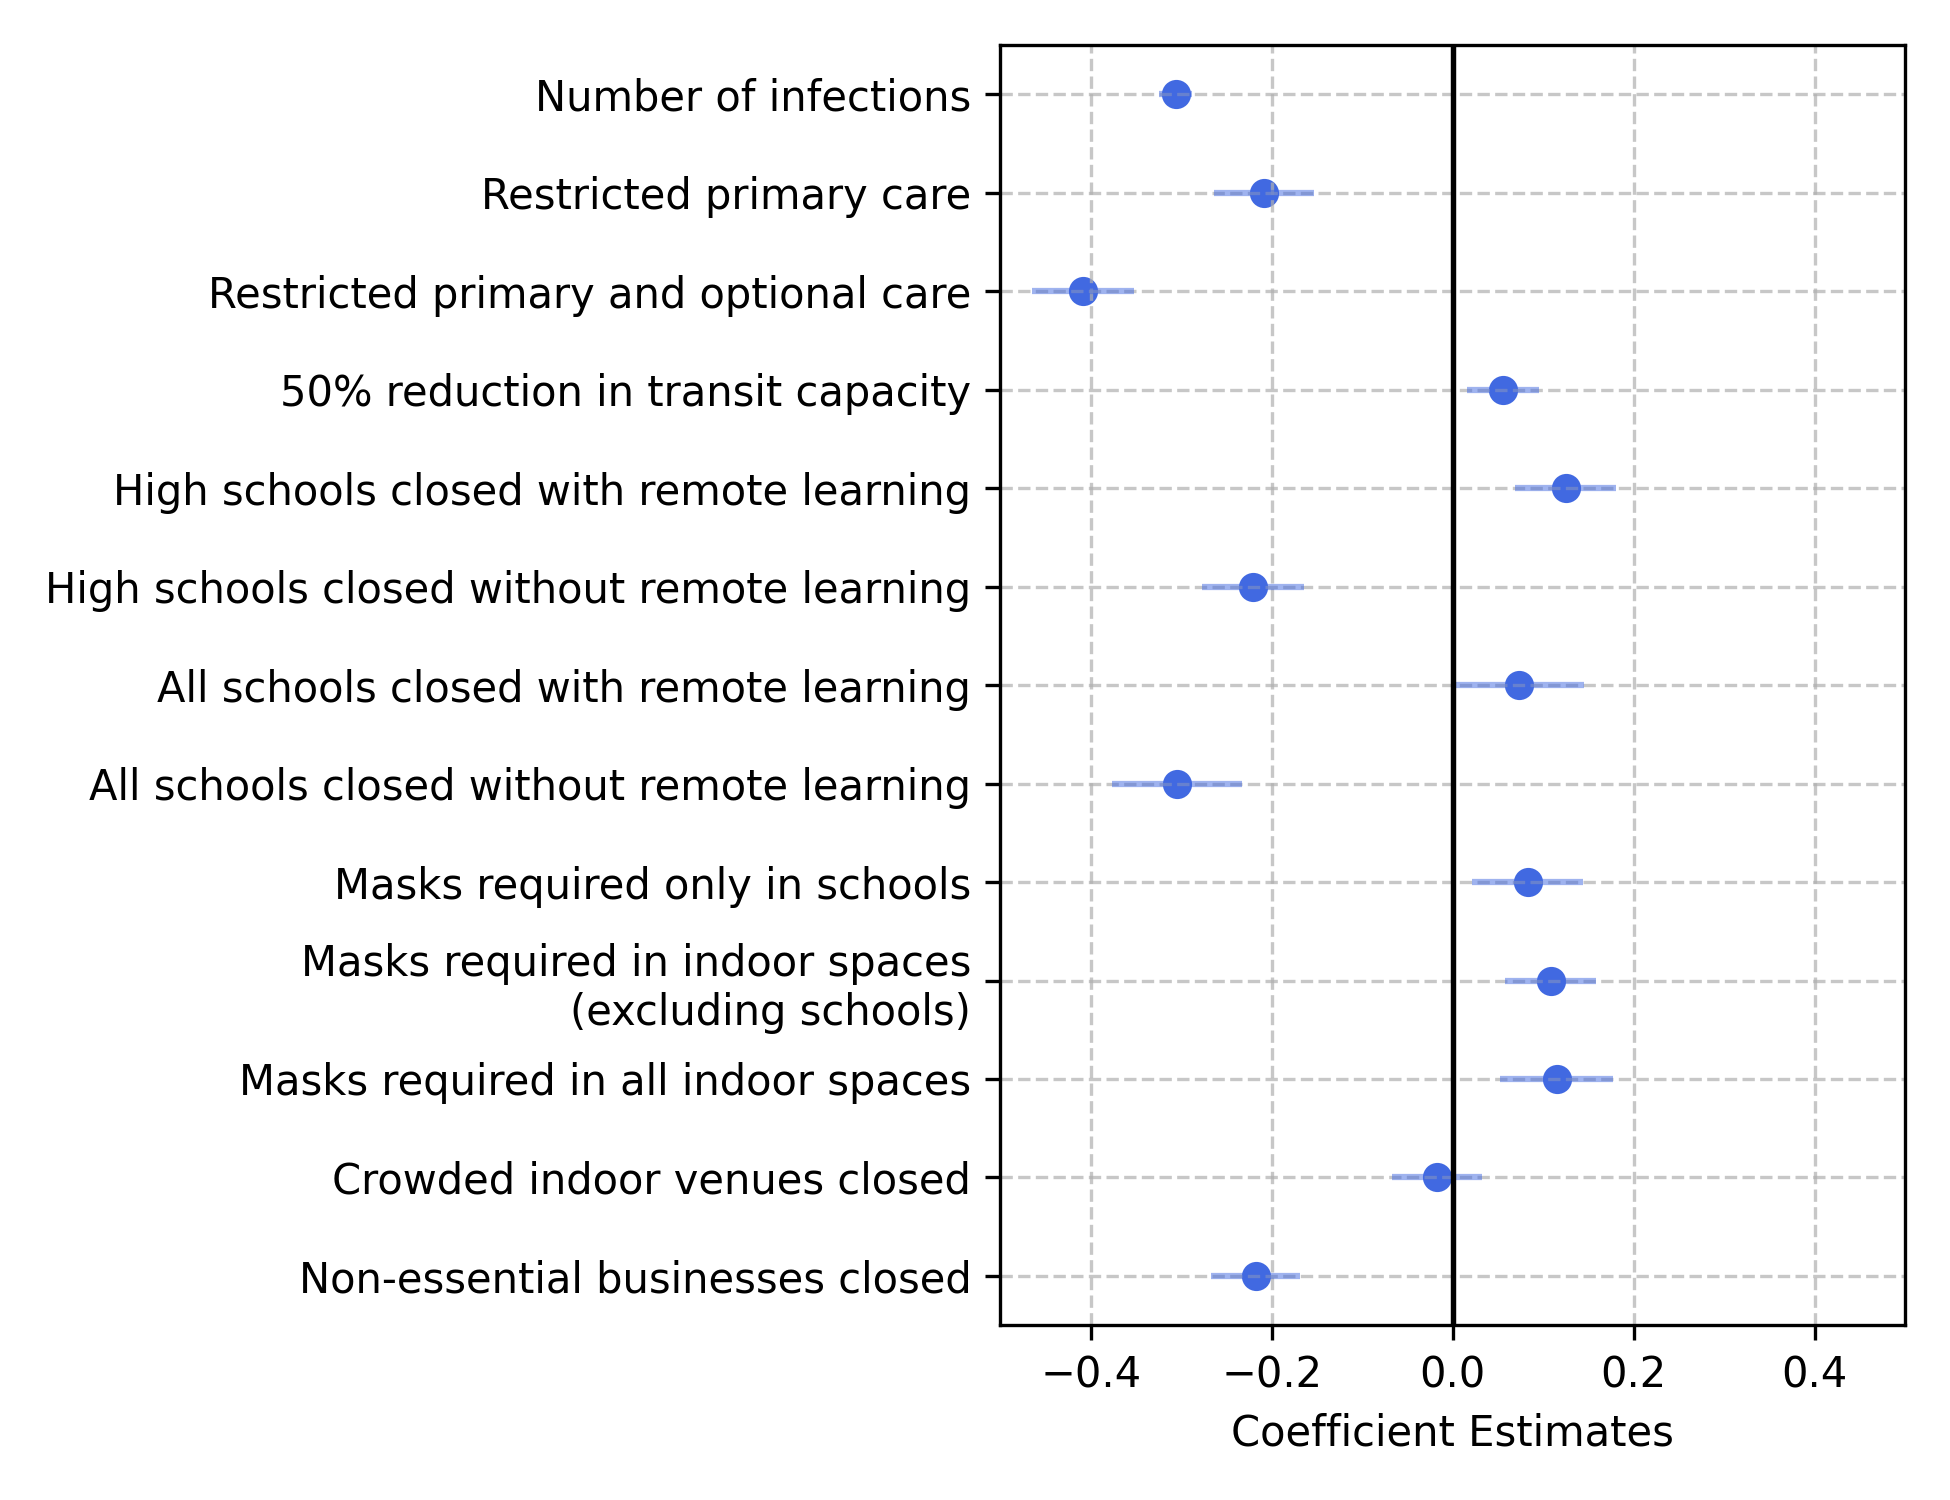 Number of infections
Restricted primary care
Restricted primary and optional care
50% reduction in transit capacity
High schools closed with remote learning
High schools closed without remote learning
All schools closed with remote learning
All schools closed without remote learning
Masks required only in schools
Masks required in indoor spaces
(excluding schools)
Masks required in all indoor spaces
Crowded indoor venues closed
Non-essential businesses closed
−0.4 −0.2 0.0 0.2 0.4
Coefficient Estimates